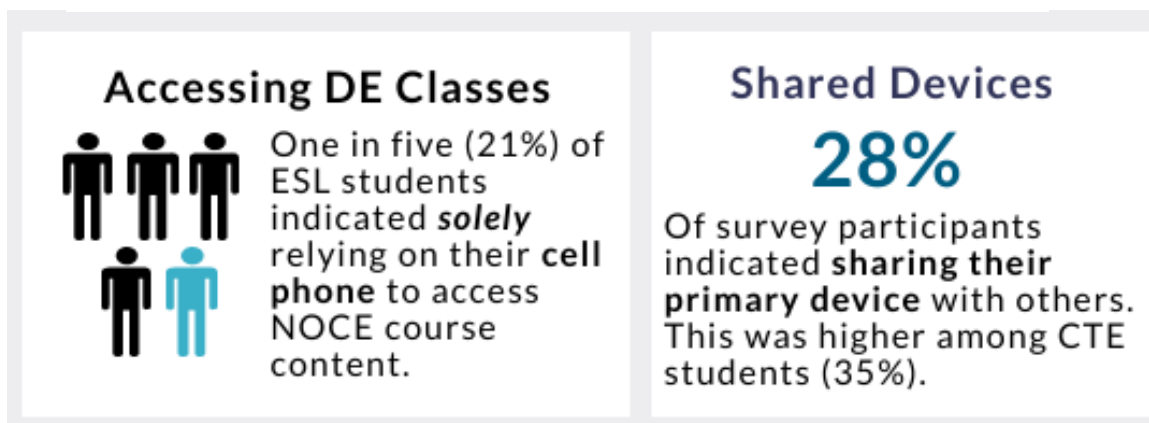 Accessing DE Classes
One in five (21%) of
ESL students
indicated solely
relying on their cell
phone to access
NOCE course
content.
Shared Devices
28%
Of survey participants
indicated sharing their
primary device with others.
This was higher among CTE
students (35%).